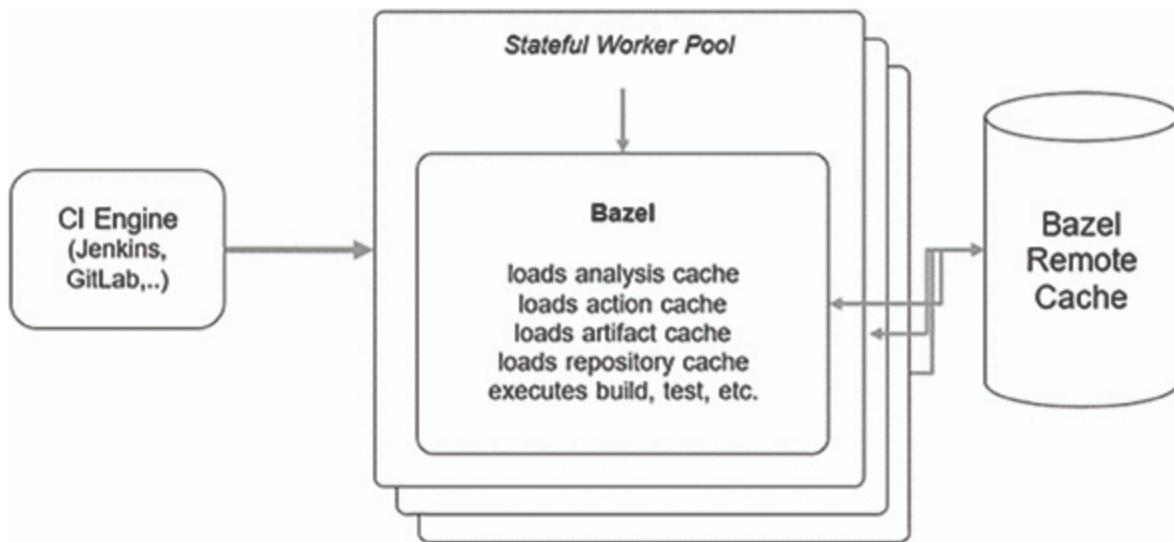 Stateful Worker Pool
CI Engine
(Jenkins,
GitLab,..)
Bazel
loads analysis cache
loads action cache
loads artifact cache
loads repository cache
executes build, test, etc.
Bazel
Remote
Cache